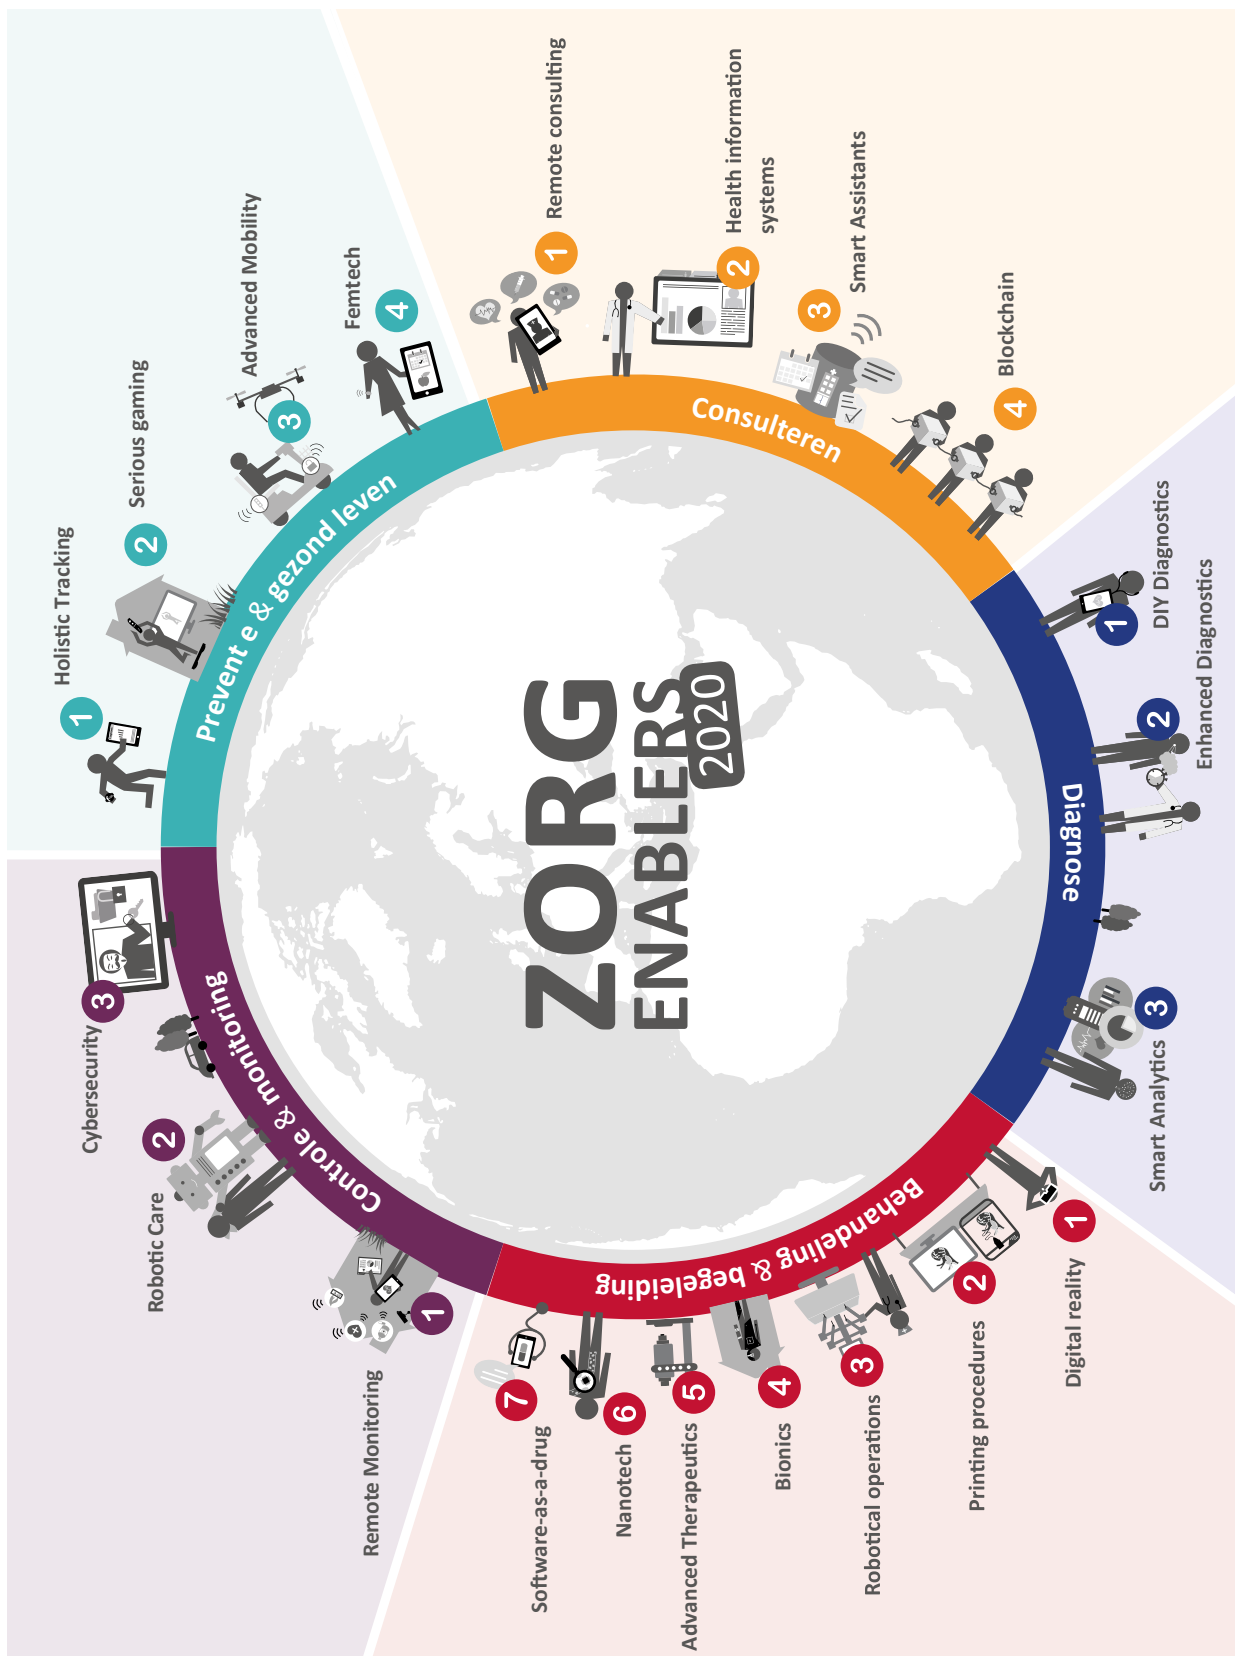 ZORG
ENABLERS
2020
Prevent e & gezond leven
1
Holistic Tracking
2
Serious gaming
3
Advanced Mobility
4
Femtech
Consulteren
1
Remote consulting
2
Health information
systems
3
Smart Assistants
4
Blockchain
Diagnose
1
DIY Diagnostics
2
Enhanced Diagnostics
3
Smart Analytics
Behandeling & begeleiding
1
Digital reality
2
Printing procedures
3
Robotical operations
4
Bionics
5
Advanced Therapeutics
6
Nanotech
7
Software-as-a-drug
Controle & monitoring
1
Remote Monitoring
2
Robotic Care
3
Cybersecurity